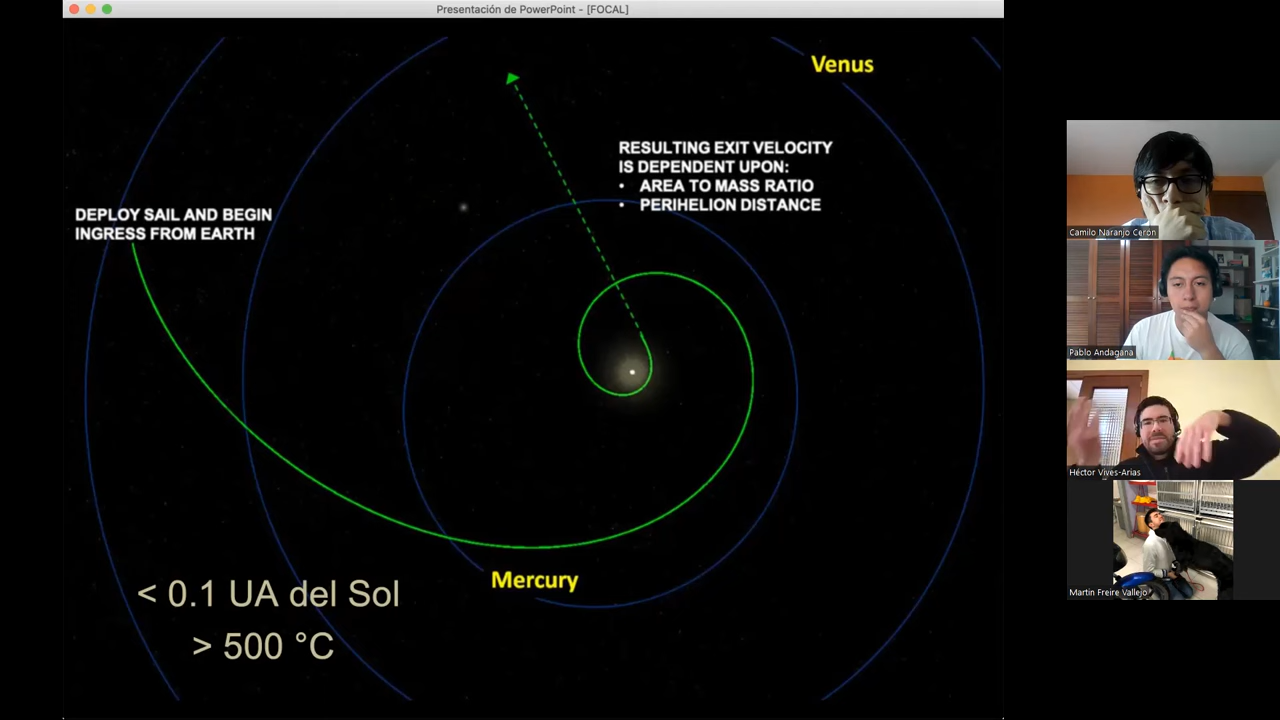 Presentación de PowerPoint - [FOCAL]
Venus
RESULTING EXIT VELOCITY
IS DEPENDENT UPON:
• AREA TO MASS RATIO
• PERIHELION DISTANCE
DEPLOY SAIL AND BEGIN
INGRESS FROM EARTH
Mercury
< 0.1 UA del Sol
> 500 °C
Camilo Naranjo Cerón
Pablo Andagana
Héctor Vives-Arias
Martin Freire Vallejo